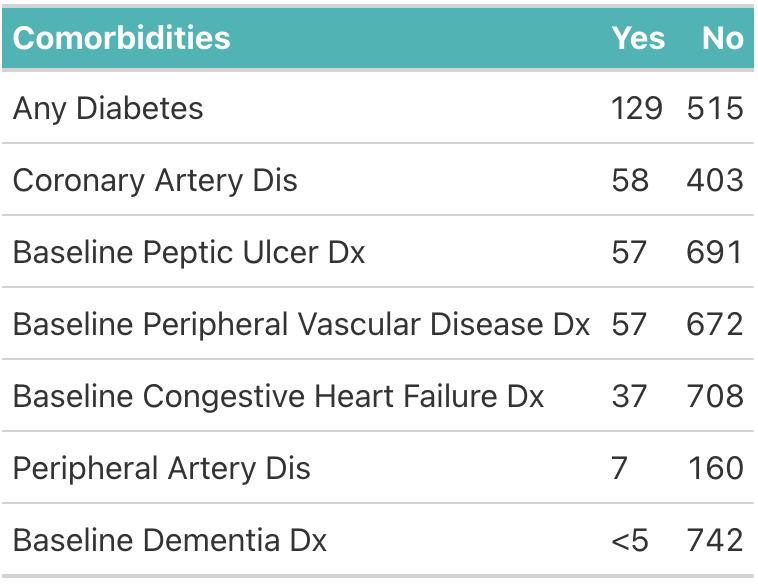 Comorbidities Yes No
Any Diabetes 129 515
Coronary Artery Dis 58 403
Baseline Peptic Ulcer Dx 57 691
Baseline Peripheral Vascular Disease Dx 57 672
Baseline Congestive Heart Failure Dx 37 708
Peripheral Artery Dis 7 160
Baseline Dementia Dx <5 742